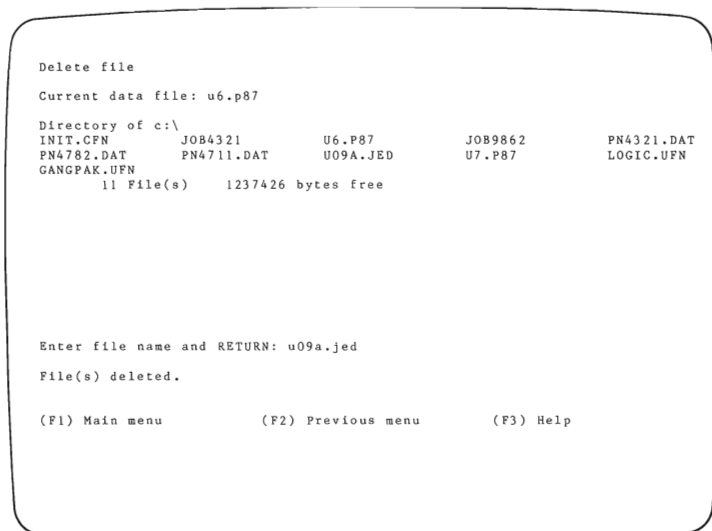 Delete file
Current data file: u6.p87
Directory of c:\
INIT.CFN JOB4321 U6.P87 JOB9862 PN4321.DAT
PN4782.DAT PN4711.DAT U09A.JED U7.P87 LOGIC.UFN
GANGPAK.UFN
11 File(s) 1237426 bytes free
Enter file name and RETURN: u09a.jed
File(s) deleted.
(F1) Main menu (F2) Previous menu (F3) Help